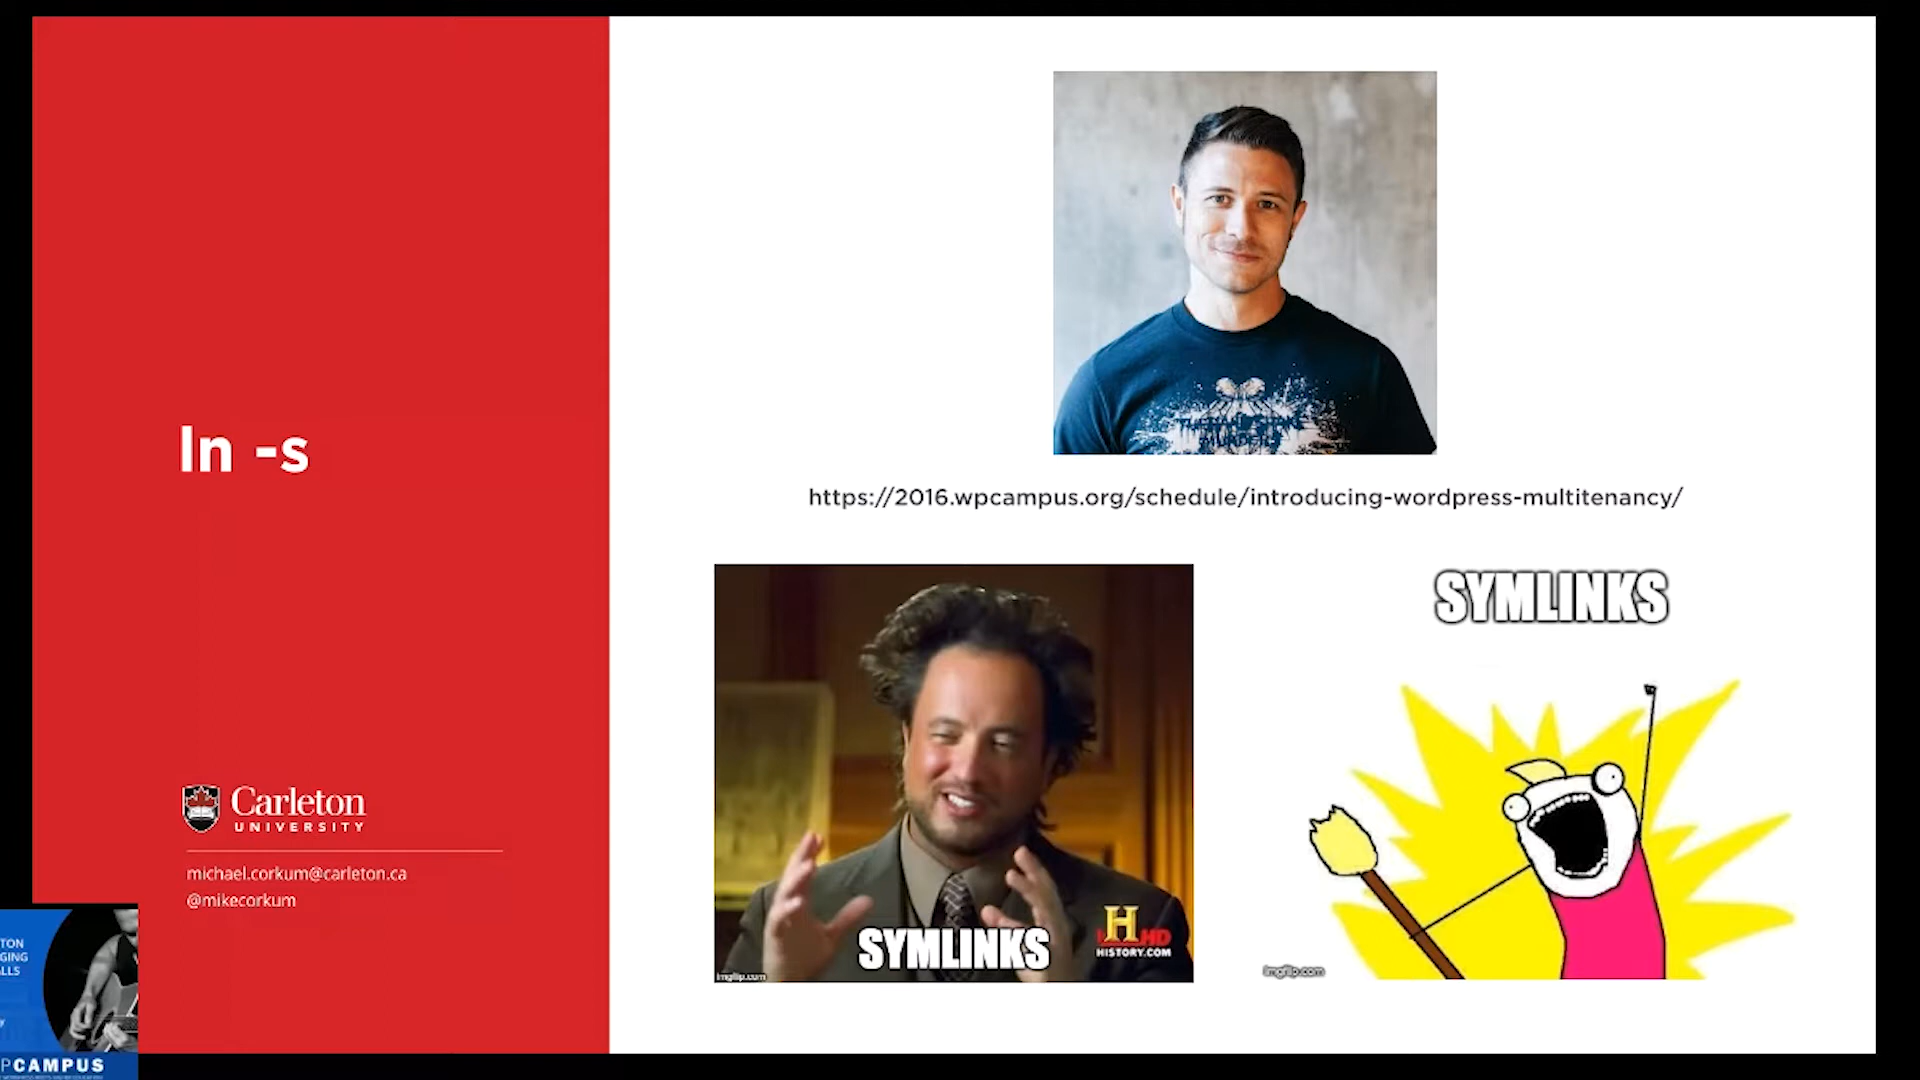 ln -s
Carleton
UNIVERSITY
michael.corkum@carleton.ca
@mikecorkum
https://2016.wpcampus.org/schedule/introducing-wordpress-multitenancy/
SYMLINKS
H HD
HISTORY.COM
imgflip.com
SYMLINKS
imgflip.com
TON
GING
LLS
PCAMPUS